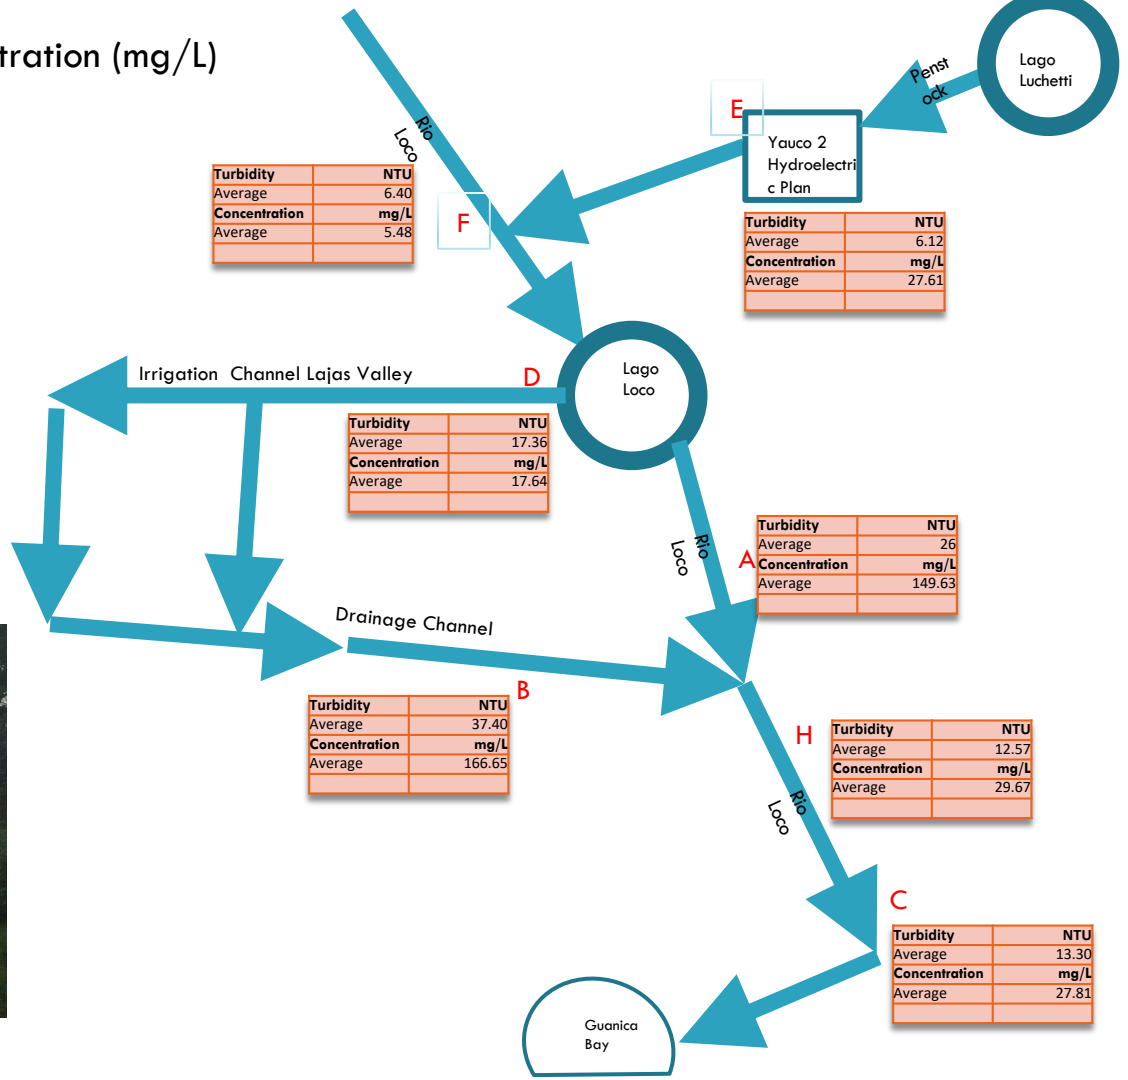 tration (mg/L)
Lago
Luchetti
Penst
ock
E
Yauco 2
Hydroelectri
c Plan
Rio
Loco
Turbidity NTU
Average 6.40
Concentration mg/L
Average 5.48
F
Turbidity NTU
Average 6.12
Concentration mg/L
Average 27.61
Irrigation Channel Lajas Valley
D
Lago
Loco
Turbidity NTU
Average 17.36
Concentration mg/L
Average 17.64
Rio
Loco
A
Turbidity NTU
Average 26
Concentration mg/L
Average 149.63
Drainage Channel
B
Turbidity NTU
Average 37.40
Concentration mg/L
Average 166.65
H
Turbidity NTU
Average 12.57
Concentration mg/L
Average 29.67
Rio
Loco
C
Turbidity NTU
Average 13.30
Concentration mg/L
Average 27.81
Guanica
Bay